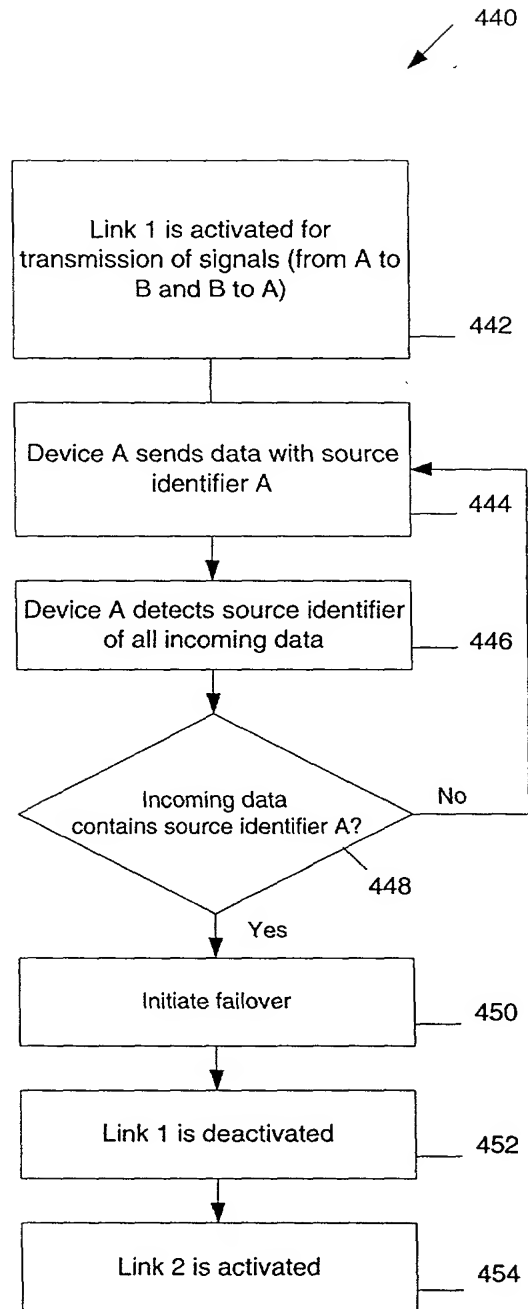 440
Link 1 is activated for
transmission of signals (from A to
B and B to A)
442
Device A sends data with source
identifier A
444
Device A detects source identifier
of all incoming data
446
Incoming data
contains source identifier A?
No
448
Yes
Initiate failover
450
Link 1 is deactivated
452
Link 2 is activated
454